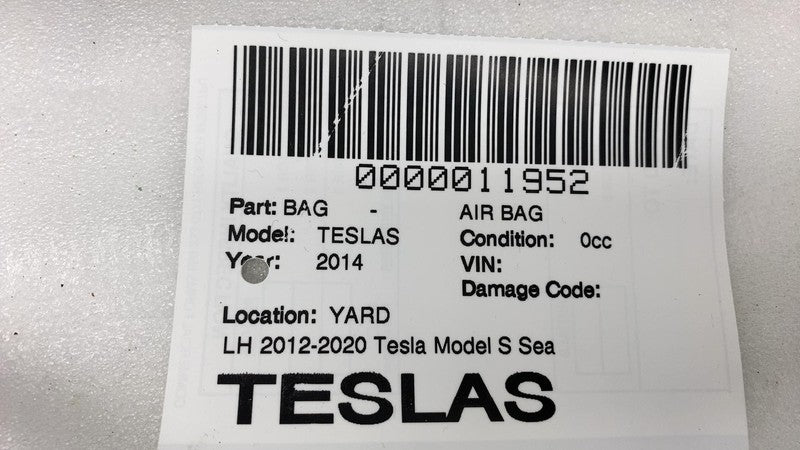 0000011952
Part: BAG - AIR BAG
Model: TESLAS Condition: 0cc
Year: 2014 VIN:
Damage Code:
Location: YARD
LH 2012-2020 Tesla Model S Sea
TESLAS